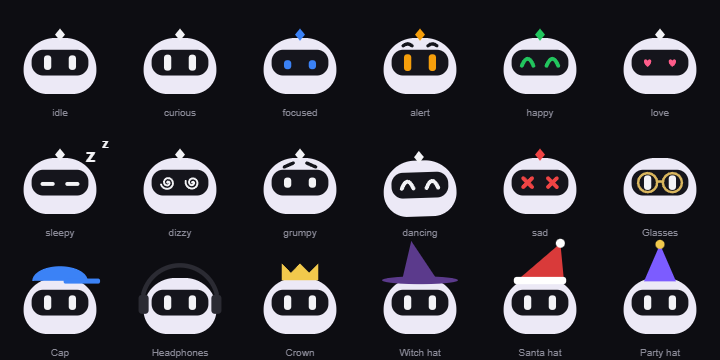 idle curious focused alert happy love
z z
sleepy dizzy grumpy dancing sad Glasses
Cap Headphones Crown Witch hat Santa hat Party hat